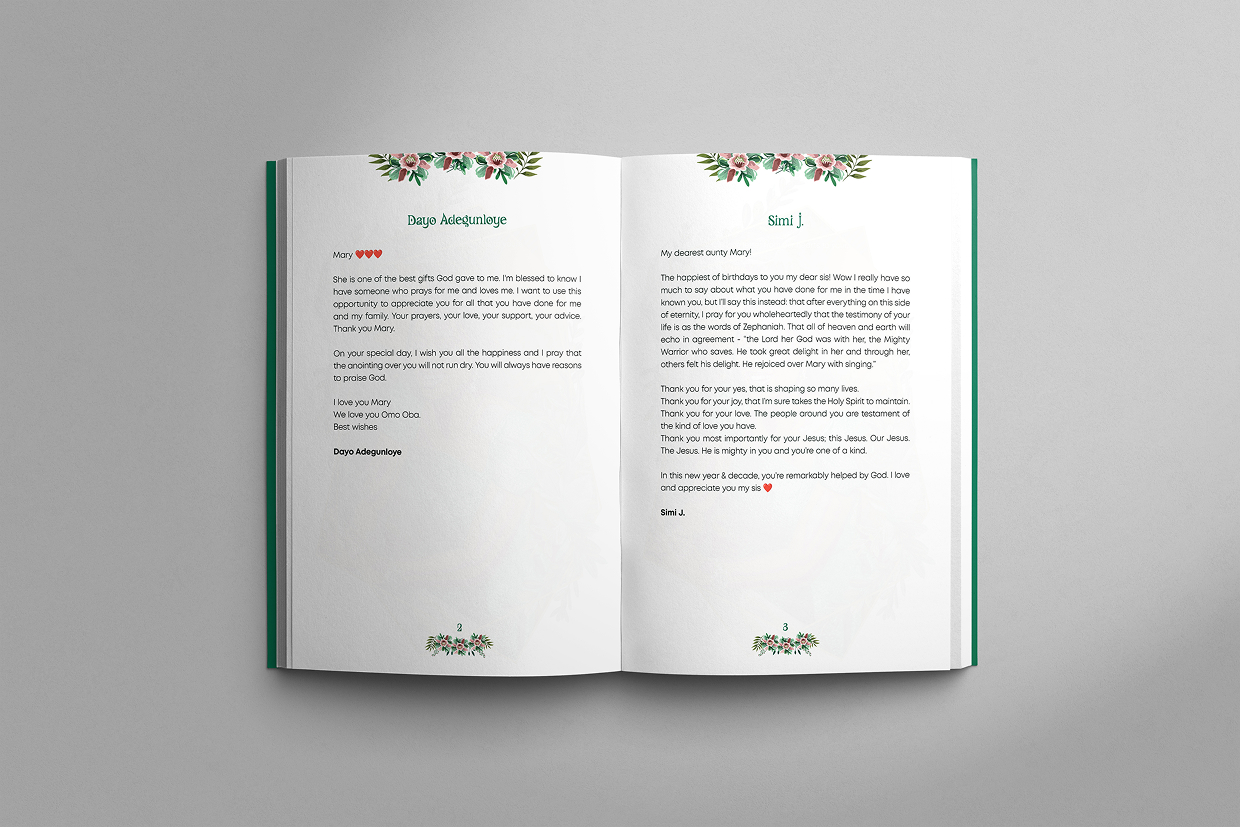 Dayo Adegunloye
Mary ❤️❤️❤️
She is one of the best gifts God gave to me. I'm blessed to know I
have someone who prays for me and loves me. I want to use this
opportunity to appreciate you for all that you have done for me
and my family. Your prayers, your love, your support, your advice.
Thank you Mary.
On your special day, I wish you all the happiness and I pray that
the anointing over you will not run dry. You will always have reasons
to praise God.
I love you Mary
We love you Omo Oba.
Best wishes
Dayo Adegunloye
2
Simi J.
My dearest aunty Mary!
The happiest of birthdays to you my dear sis! Wow I really have so
much to say about what you have done for me in the time I have
known you, but I'll say this instead: that after everything on this side
of eternity, I pray for you wholeheartedly that the testimony of your
life is as the words of Zephaniah. That all of heaven and earth will
echo in agreement - "the Lord her God was with her, the Mighty
Warrior who saves. He took great delight in her and through her,
others felt his delight. He rejoiced over Mary with singing."
Thank you for your yes, that is shaping so many lives.
Thank you for your joy, that I'm sure takes the Holy Spirit to maintain.
Thank you for your love. The people around you are testament of
the kind of love you have.
Thank you most importantly for your Jesus; this Jesus. Our Jesus.
The Jesus. He is mighty in you and you're one of a kind.
In this new year & decade, you're remarkably helped by God. I love
and appreciate you my sis ❤️
Simi J.
3